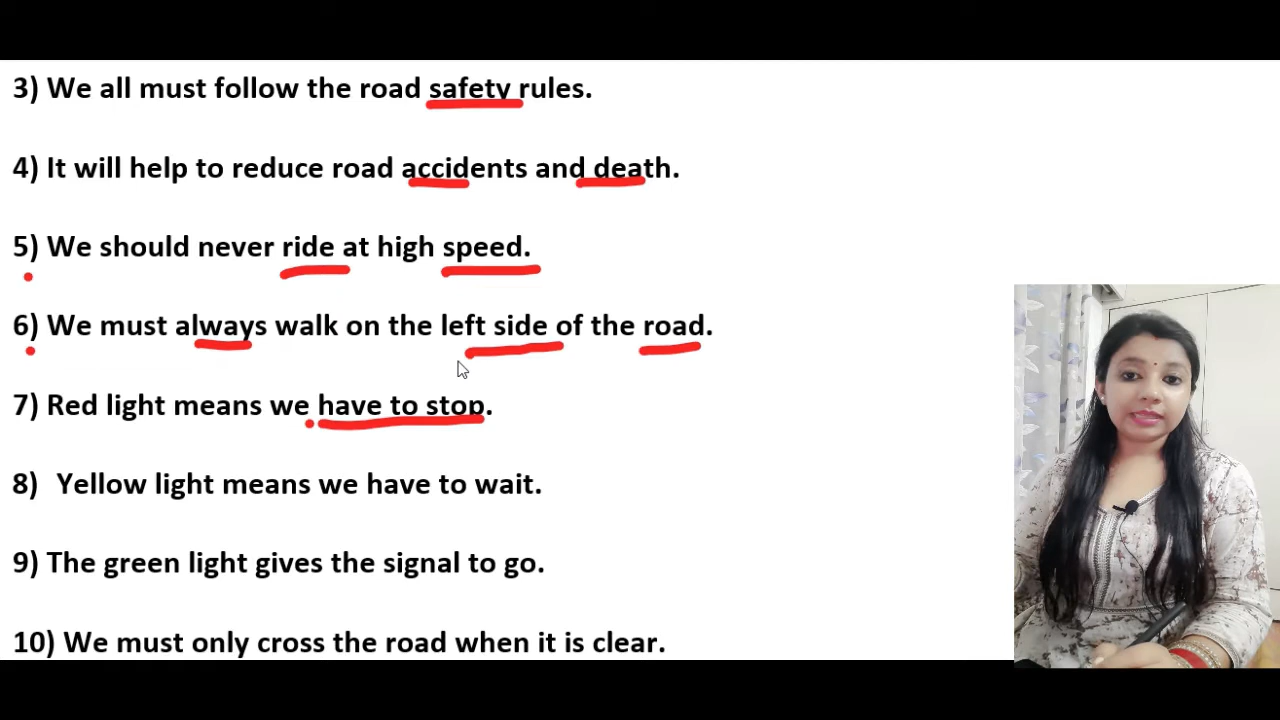 3) We all must follow the road safety rules.
4) It will help to reduce road accidents and death.
5) We should never ride at high speed.
6) We must always walk on the left side of the road.
7) Red light means we have to stop.
8) Yellow light means we have to wait.
9) The green light gives the signal to go.
10) We must only cross the road when it is clear.